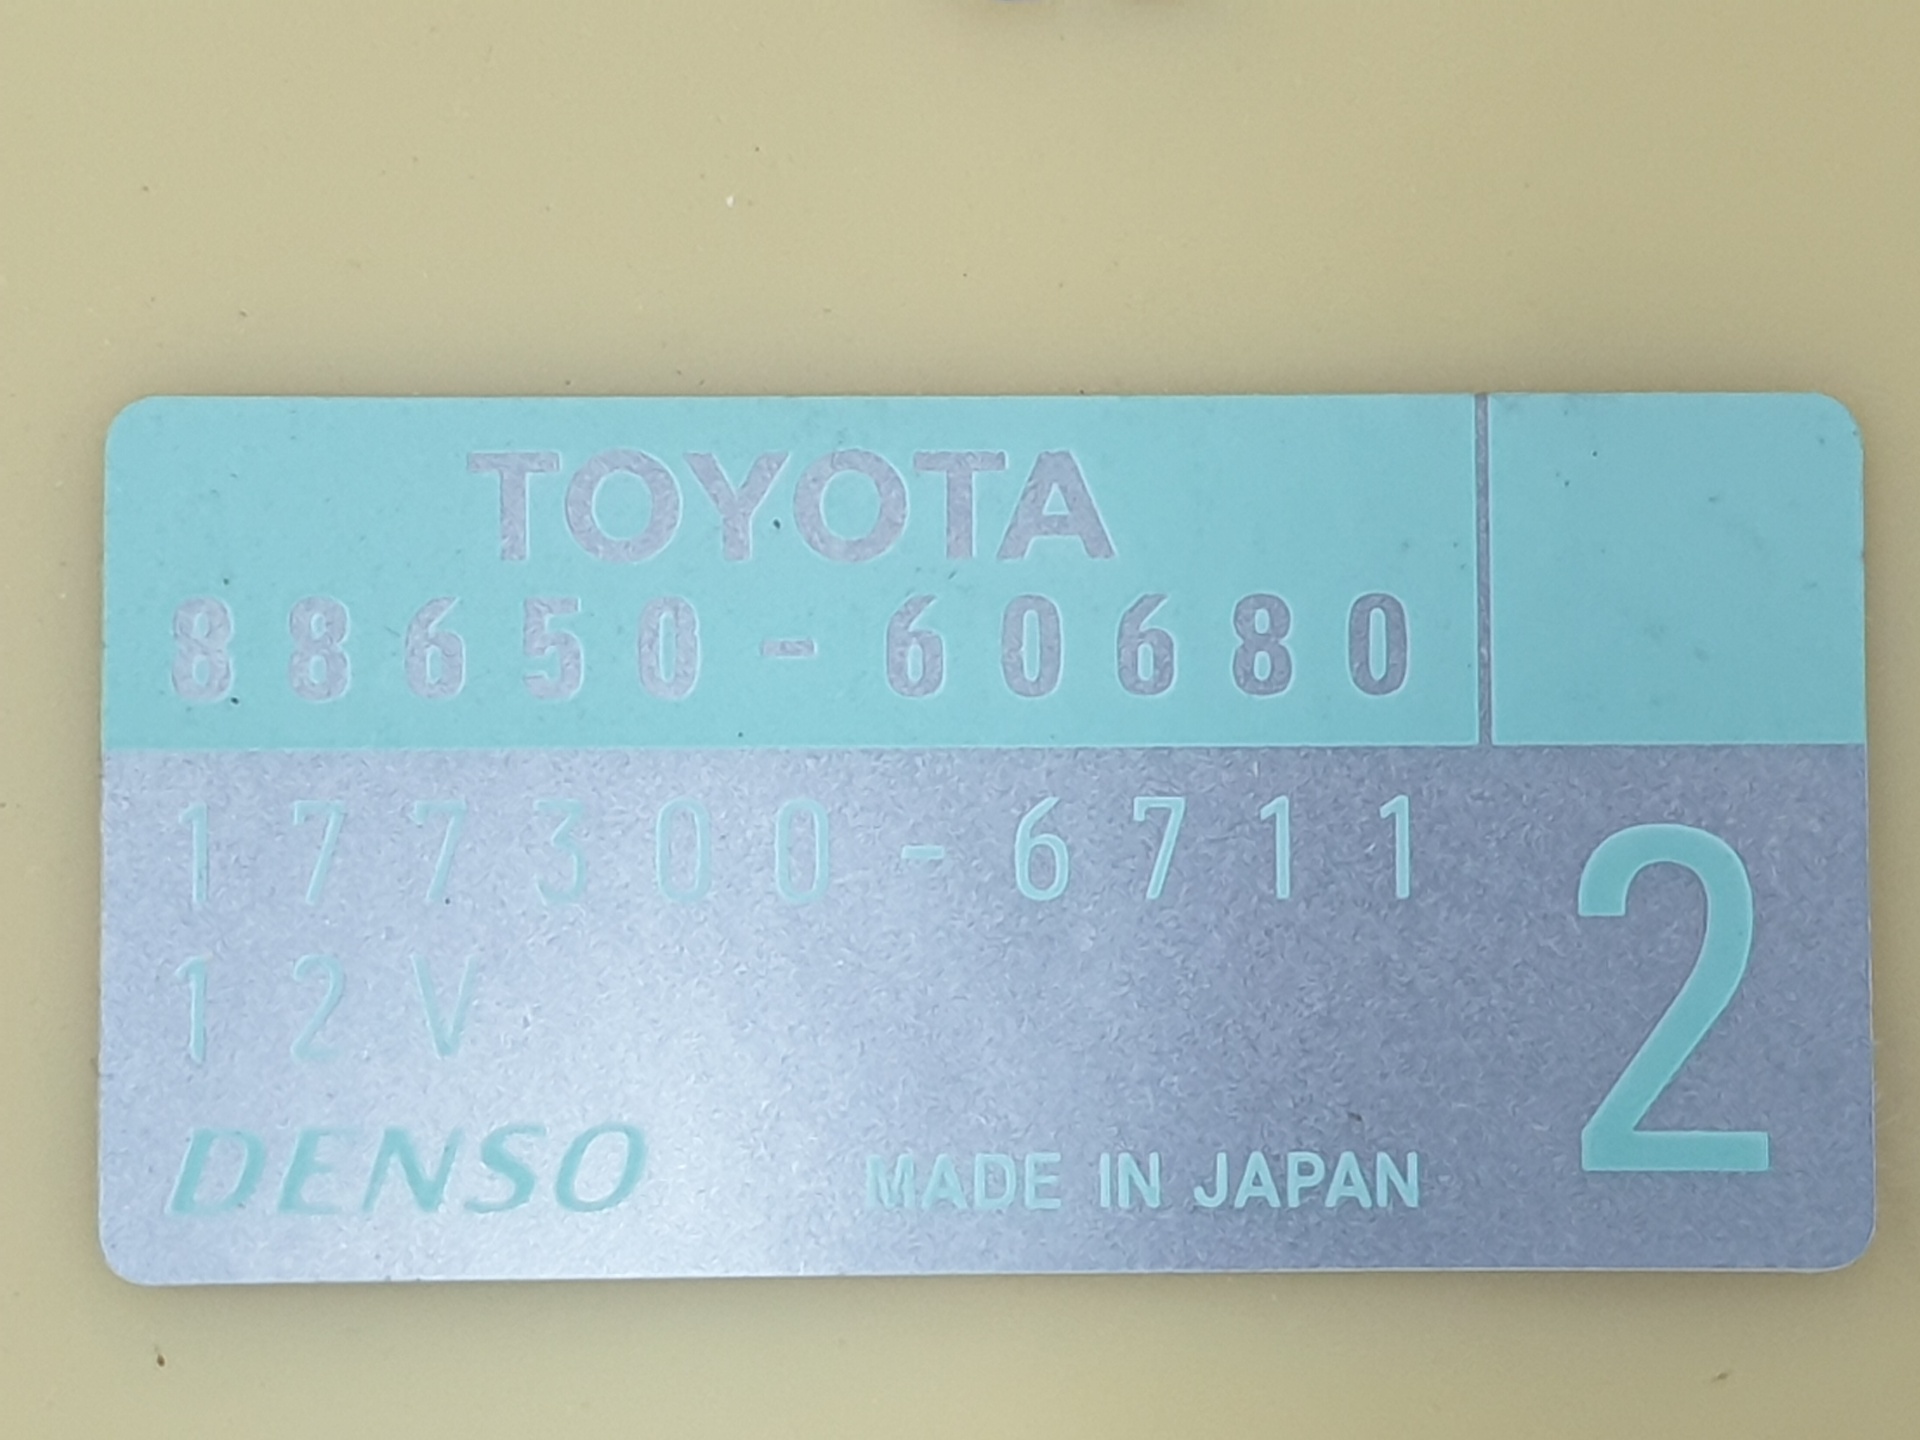 TOYOTA
88650-60680
177300-6711
12V
2
DENSO
MADE IN JAPAN